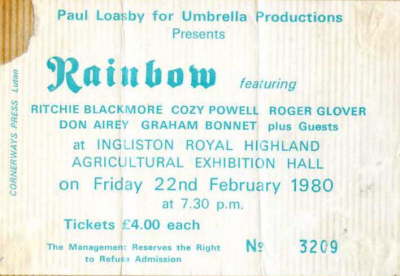 Paul Loasby for Umbrella Productions
Presents
Rainbow featuring
RITCHIE BLACKMORE COZY POWELL ROGER GLOVER
DON AIREY GRAHAM BONNET plus Guests
at INGLISTON ROYAL HIGHLAND
AGRICULTURAL EXHIBITION HALL
on Friday 22nd February 1980
at 7.30 p.m.
Tickets £4.00 each
The Management Reserves the Right
to Refuse Admission
No 3209
CORNERWAYS PRESS Luton